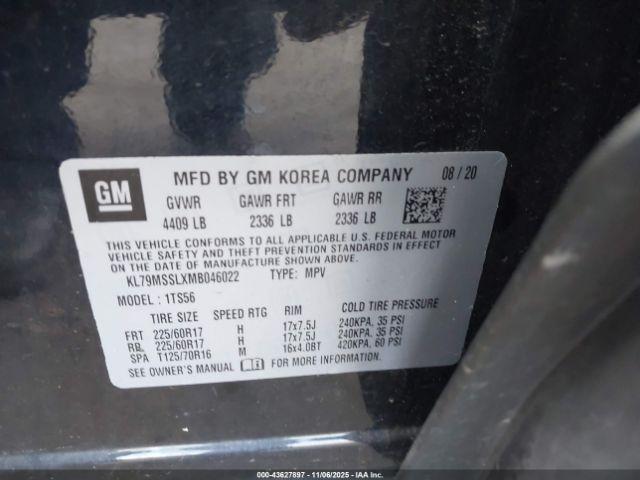 GM
MFD BY GM KOREA COMPANY 08 / 20
GVWR GAWR FRT GAWR RR
4409 LB 2336 LB 2336 LB
THIS VEHICLE CONFORMS TO ALL APPLICABLE U.S. FEDERAL MOTOR
VEHICLE SAFETY AND THEFT PREVENTION STANDARDS IN EFFECT
ON THE DATE OF MANUFACTURE SHOWN ABOVE.
KL79MSSLXMB046022 TYPE: MPV
MODEL : 1TS56
TIRE SIZE SPEED RTG RIM COLD TIRE PRESSURE
FRT 225/60R17 H 17x7.5J 240KPA, 35 PSI
RR 225/60R17 H 17x7.5J 240KPA, 35 PSI
SPA T125/70R16 M 16x4.0BT 420KPA, 60 PSI
SEE OWNER'S MANUAL FOR MORE INFORMATION.
000-43627897 - 11/06/2025 - IAA Inc.